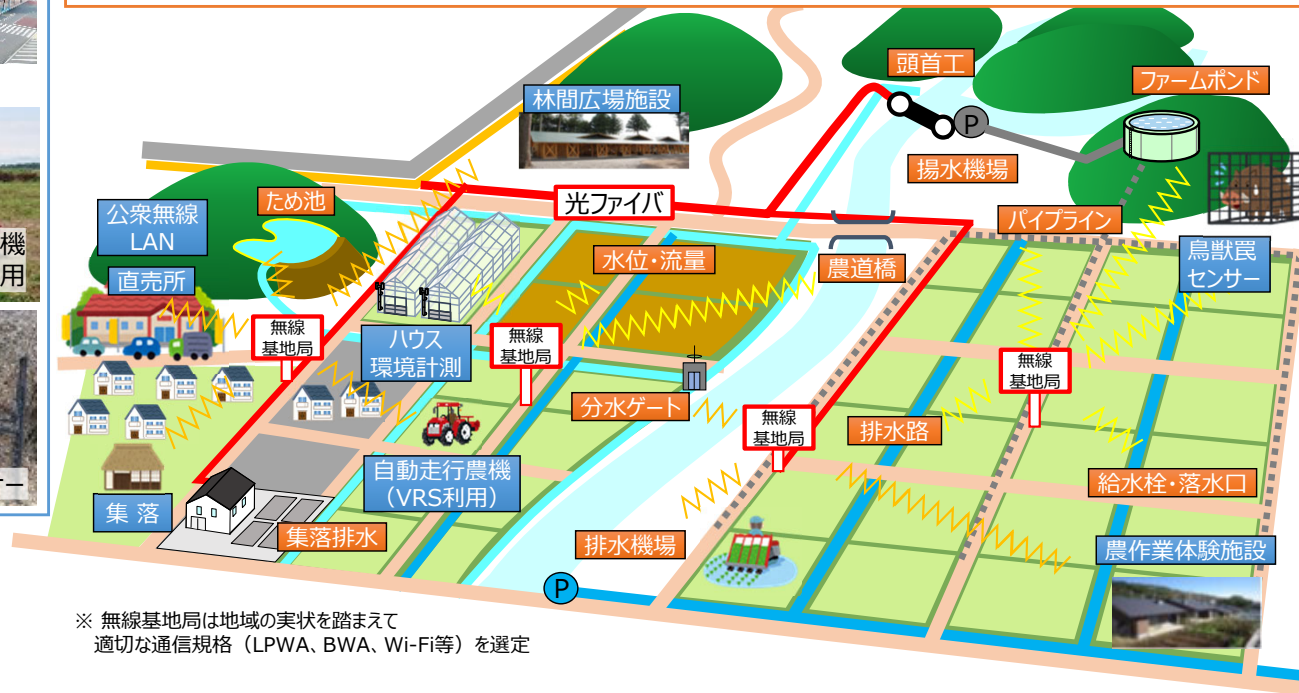 頭首工
ファームポンド
林間広場施設
P
揚水機場
機
用
公衆無線
LAN
ため池
光ファイバ
パイプライン
直売所
水位・流量
農道橋
鳥獣罠
センサー
無線
基地局
ハウス
環境計測
無線
基地局
無線
基地局
分水ゲート
無線
基地局
排水路
自動走行農機
(VRS利用)
給水栓・落水口
ー
集 落
集落排水
排水機場
農作業体験施設
P
※ 無線基地局は地域の実状を踏まえて
適切な通信規格(LPWA、BWA、Wi-Fi等)を選定